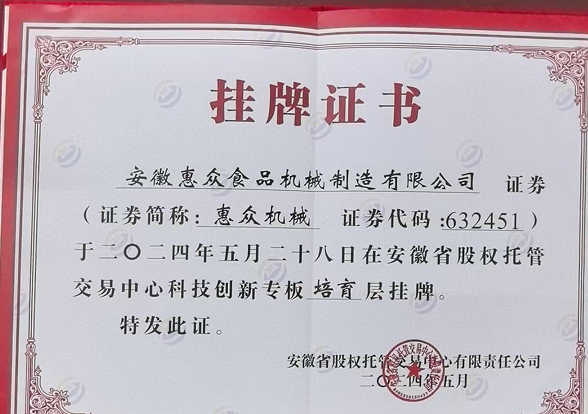 挂牌证书
安徽惠众食品机械制造有限公司 证券
（证券简称：惠众机械 证券代码：632451）
于二〇二四年五月二十八日在安徽省股权托管
交易中心科技创新专板培育层挂牌。
特发此证。
安徽省股权托管交易中心有限责任公司
二〇二四年五月